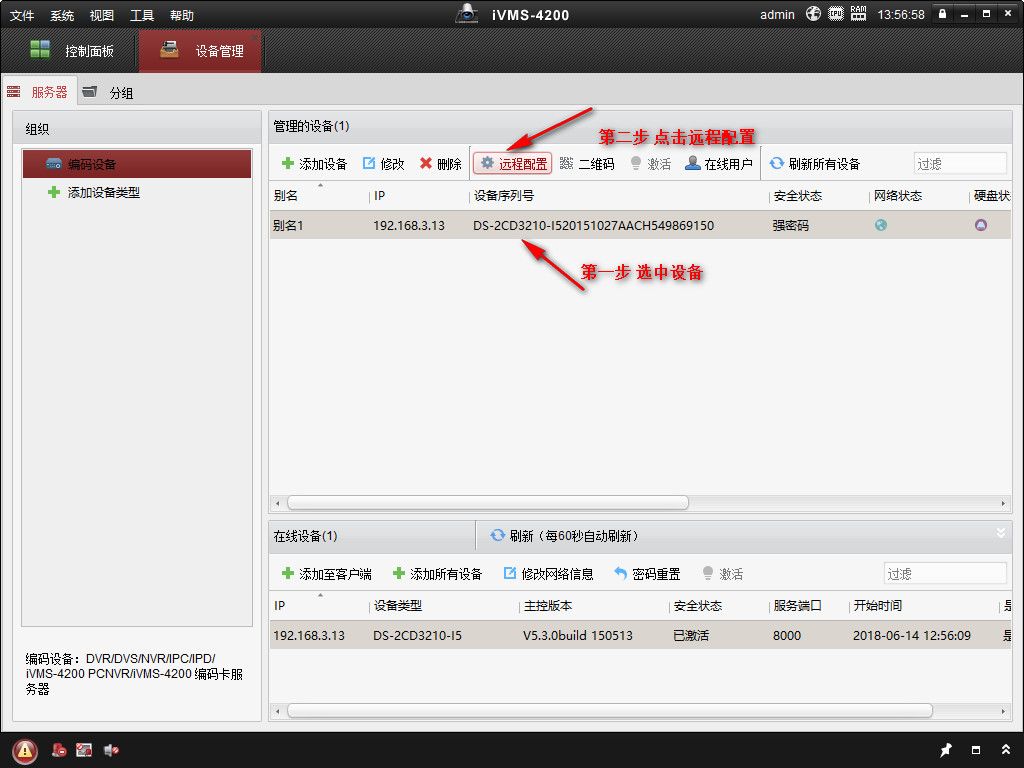 文件 系统 视图 工具 帮助 iVMS-4200 admin CPU RAM 13:56:58
控制面板 设备管理
服务器 分组
组织
编码设备
添加设备类型
编码设备：DVR/DVS/NVR/IPC/IPD/
iVMS-4200 PCNVR/iVMS-4200 编码卡服
务器
管理的设备(1)
第二步 点击远程配置
添加设备 修改 删除 远程配置 二维码 激活 在线用户 刷新所有设备 过滤
别名 IP 设备序列号 安全状态 网络状态 硬盘状
别名1 192.168.3.13 DS-2CD3210-I520151027AACH549869150 强密码
第一步 选中设备
在线设备(1) 刷新（每60秒自动刷新）
添加至客户端 添加所有设备 修改网络信息 密码重置 激活 过滤
IP 设备类型 主控版本 安全状态 服务端口 开始时间 是
192.168.3.13 DS-2CD3210-I5 V5.3.0build 150513 已激活 8000 2018-06-14 12:56:09 是